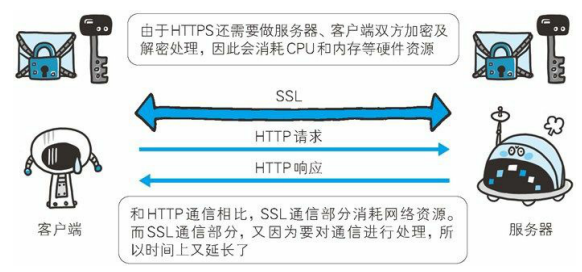 由于HTTPS还需要做服务器、客户端双方加密及
解密处理，因此会消耗CPU和内存等硬件资源
SSL
HTTP请求
HTTP响应
客户端
服务器
和HTTP通信相比，SSL通信部分消耗网络资源。
而SSL通信部分，又因为要对通信进行处理，所
以时间上又延长了